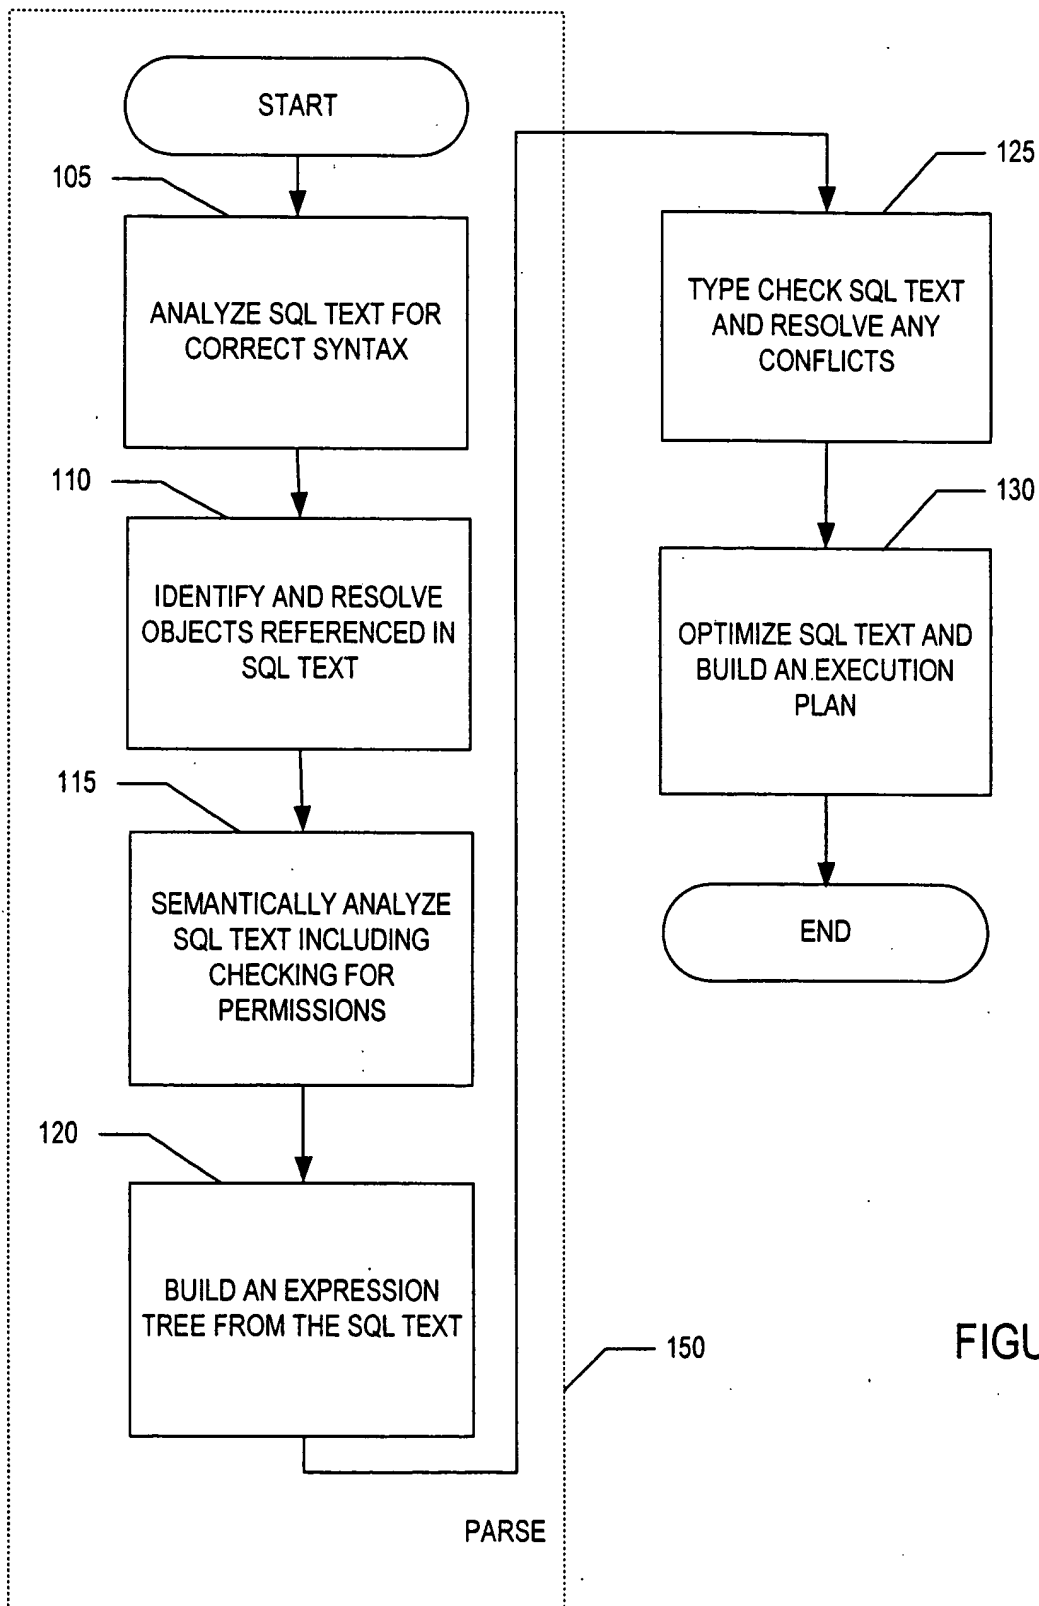 START
105
ANALYZE SQL TEXT FOR
CORRECT SYNTAX
110
IDENTIFY AND RESOLVE
OBJECTS REFERENCED IN
SQL TEXT
115
SEMANTICALLY ANALYZE
SQL TEXT INCLUDING
CHECKING FOR
PERMISSIONS
120
BUILD AN EXPRESSION
TREE FROM THE SQL TEXT
PARSE
150
125
TYPE CHECK SQL TEXT
AND RESOLVE ANY
CONFLICTS
130
OPTIMIZE SQL TEXT AND
BUILD AN EXECUTION
PLAN
END